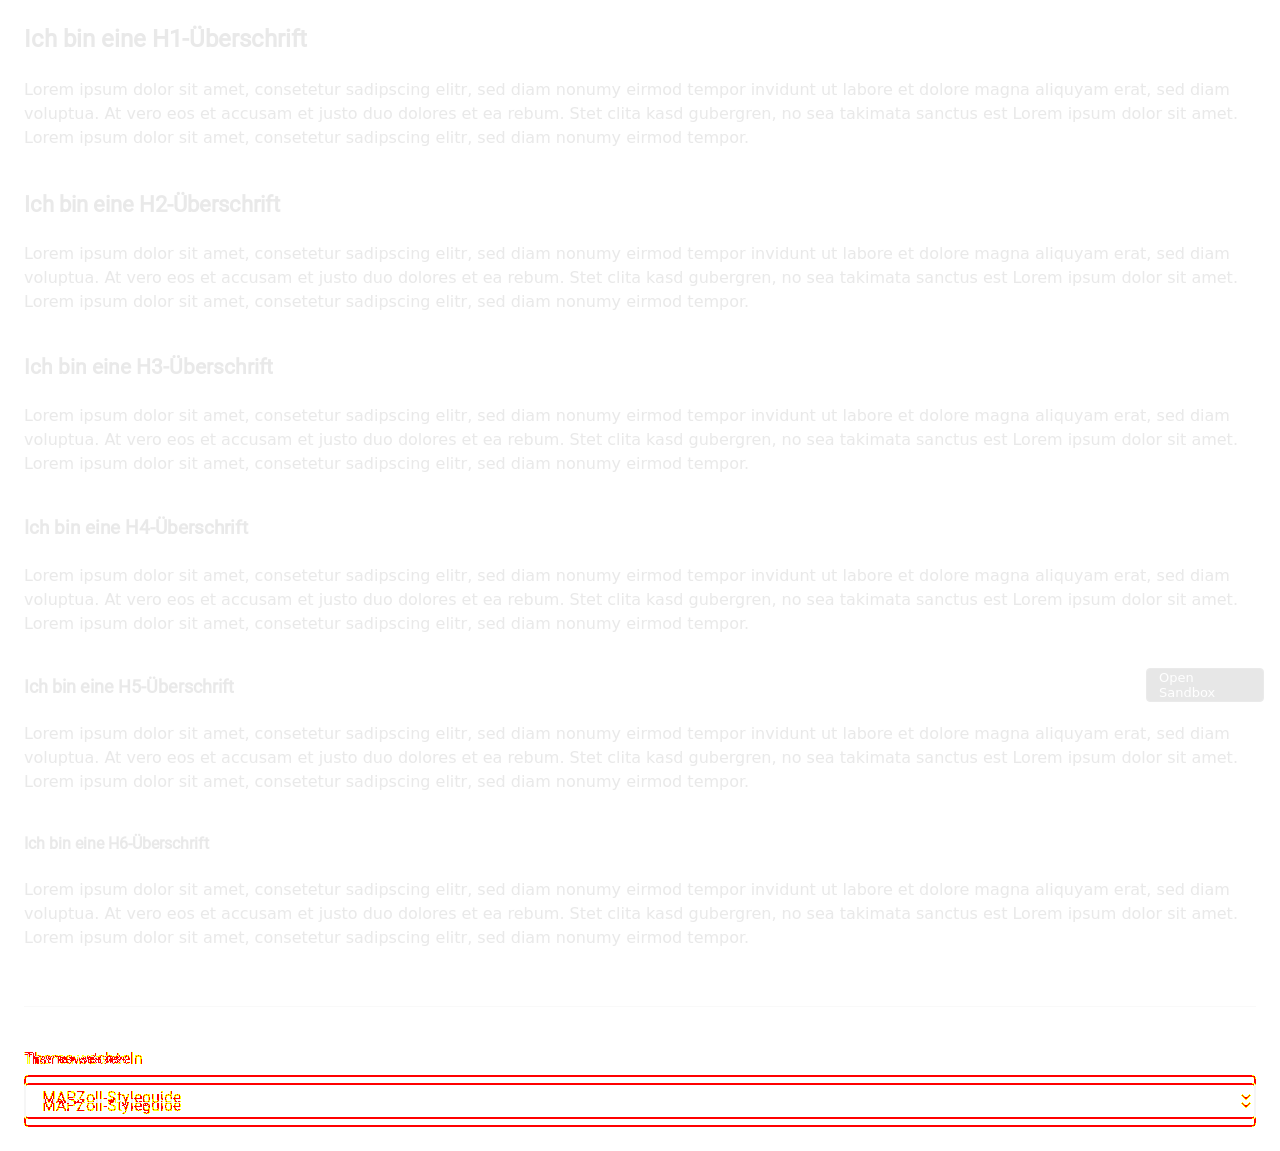 Ich bin eine H1-Überschrift
Lorem ipsum dolor sit amet, consetetur sadipscing elitr, sed diam nonumy eirmod tempor invidunt ut labore et dolore magna aliquyam erat, sed diam
voluptua. At vero eos et accusam et justo duo dolores et ea rebum. Stet clita kasd gubergren, no sea takimata sanctus est Lorem ipsum dolor sit amet.
Lorem ipsum dolor sit amet, consetetur sadipscing elitr, sed diam nonumy eirmod tempor.
Ich bin eine H2-Überschrift
Lorem ipsum dolor sit amet, consetetur sadipscing elitr, sed diam nonumy eirmod tempor invidunt ut labore et dolore magna aliquyam erat, sed diam
voluptua. At vero eos et accusam et justo duo dolores et ea rebum. Stet clita kasd gubergren, no sea takimata sanctus est Lorem ipsum dolor sit amet.
Lorem ipsum dolor sit amet, consetetur sadipscing elitr, sed diam nonumy eirmod tempor.
Ich bin eine H3-Überschrift
Lorem ipsum dolor sit amet, consetetur sadipscing elitr, sed diam nonumy eirmod tempor invidunt ut labore et dolore magna aliquyam erat, sed diam
voluptua. At vero eos et accusam et justo duo dolores et ea rebum. Stet clita kasd gubergren, no sea takimata sanctus est Lorem ipsum dolor sit amet.
Lorem ipsum dolor sit amet, consetetur sadipscing elitr, sed diam nonumy eirmod tempor.
Ich bin eine H4-Überschrift
Lorem ipsum dolor sit amet, consetetur sadipscing elitr, sed diam nonumy eirmod tempor invidunt ut labore et dolore magna aliquyam erat, sed diam
voluptua. At vero eos et accusam et justo duo dolores et ea rebum. Stet clita kasd gubergren, no sea takimata sanctus est Lorem ipsum dolor sit amet.
Lorem ipsum dolor sit amet, consetetur sadipscing elitr, sed diam nonumy eirmod tempor.
Ich bin eine H5-Überschrift
Open
Sandbox
Lorem ipsum dolor sit amet, consetetur sadipscing elitr, sed diam nonumy eirmod tempor invidunt ut labore et dolore magna aliquyam erat, sed diam
voluptua. At vero eos et accusam et justo duo dolores et ea rebum. Stet clita kasd gubergren, no sea takimata sanctus est Lorem ipsum dolor sit amet.
Lorem ipsum dolor sit amet, consetetur sadipscing elitr, sed diam nonumy eirmod tempor.
Ich bin eine H6-Überschrift
Lorem ipsum dolor sit amet, consetetur sadipscing elitr, sed diam nonumy eirmod tempor invidunt ut labore et dolore magna aliquyam erat, sed diam
voluptua. At vero eos et accusam et justo duo dolores et ea rebum. Stet clita kasd gubergren, no sea takimata sanctus est Lorem ipsum dolor sit amet.
Lorem ipsum dolor sit amet, consetetur sadipscing elitr, sed diam nonumy eirmod tempor.
MAPZoll-Styleguide
MAPZoll-Styleguide